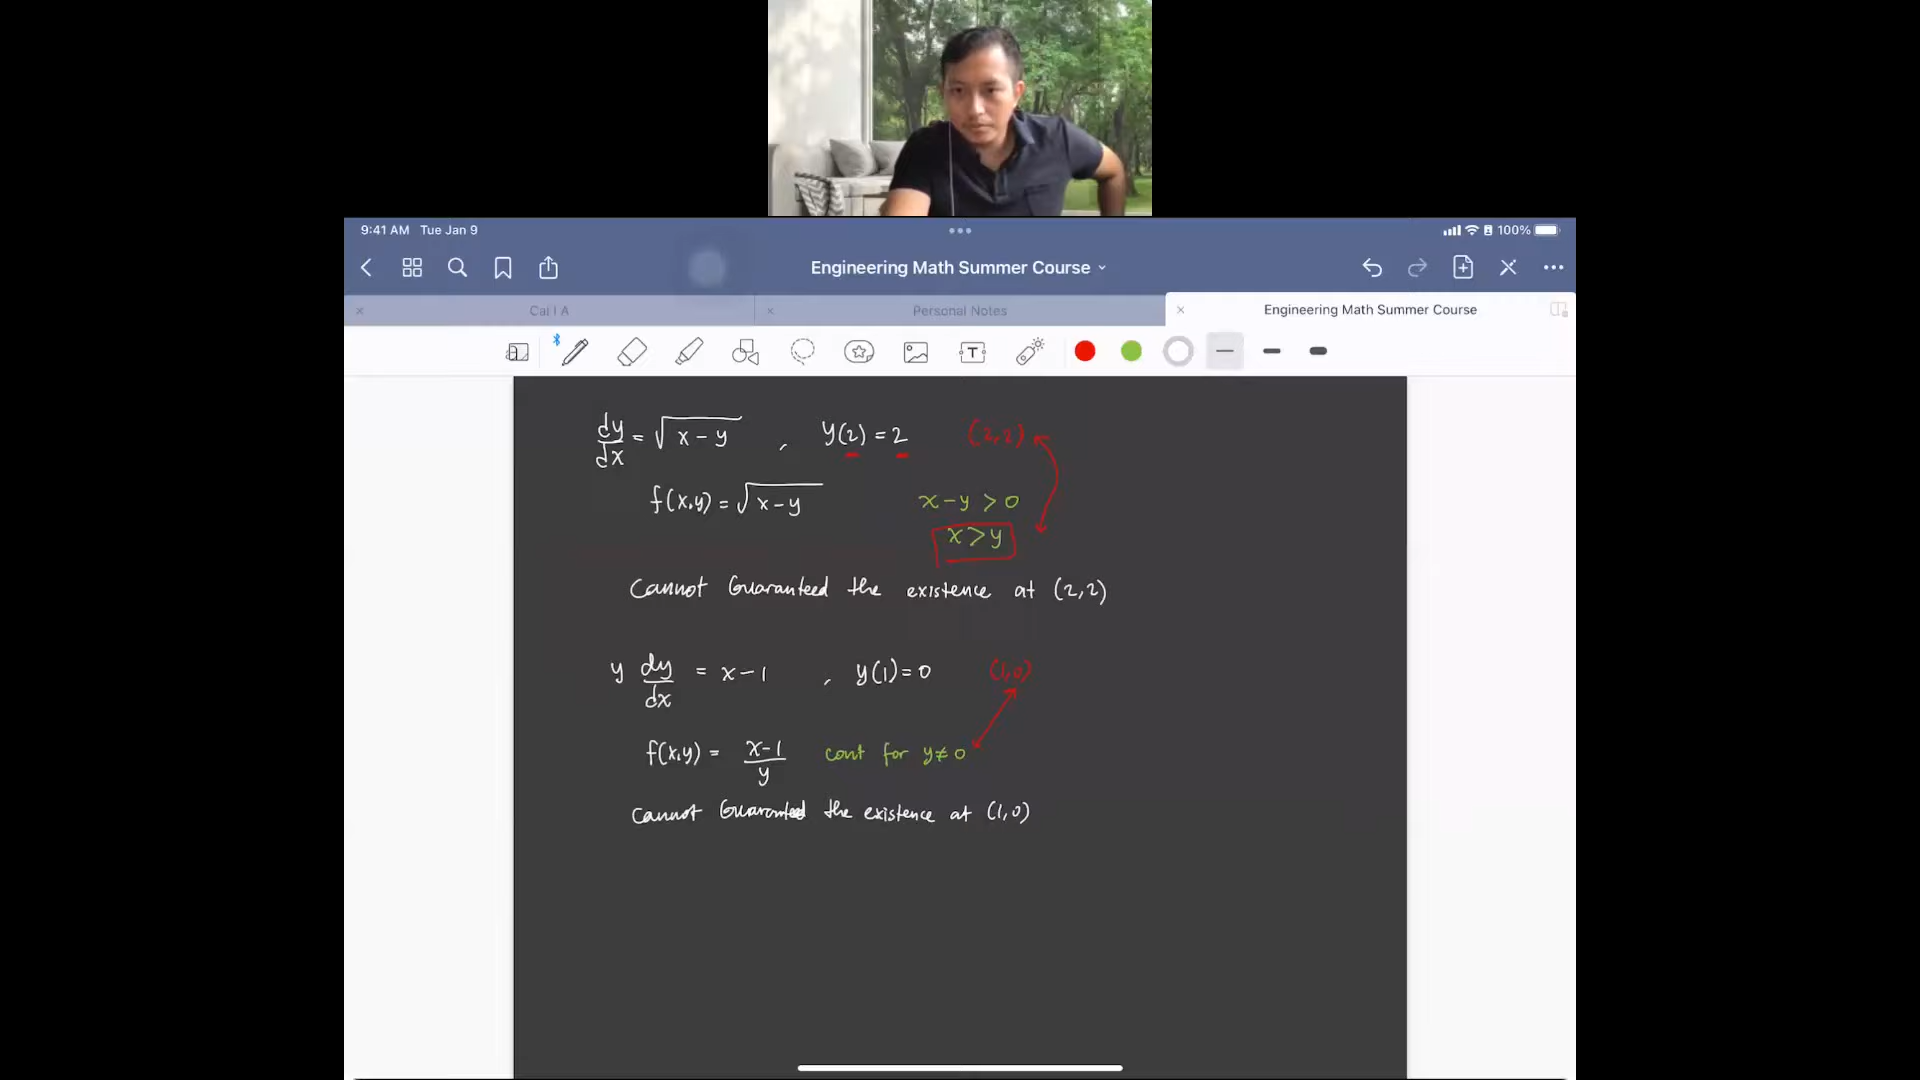 9:41 AM Tue Jan 9
100%
Engineering Math Summer Course
Cal I A
Personal Notes
Engineering Math Summer Course
dy/dx = √(x - y) , y(2) = 2 (2,2)
f(x,y) = √(x - y) x - y > 0
x > y
Cannot Guaranteed the existence at (2,2)
y dy/dx = x - 1 , y(1) = 0 (1,0)
f(x,y) = (x-1)/y cont for y ≠ 0
Cannot Guaranteed the existence at (1,0)